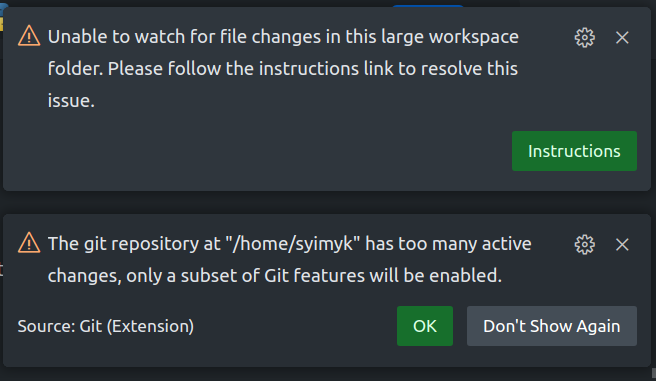 Unable to watch for file changes in this large workspace
folder. Please follow the instructions link to resolve this
issue.
Instructions
The git repository at "/home/syimyk" has too many active
changes, only a subset of Git features will be enabled.
Source: Git (Extension)
OK
Don't Show Again